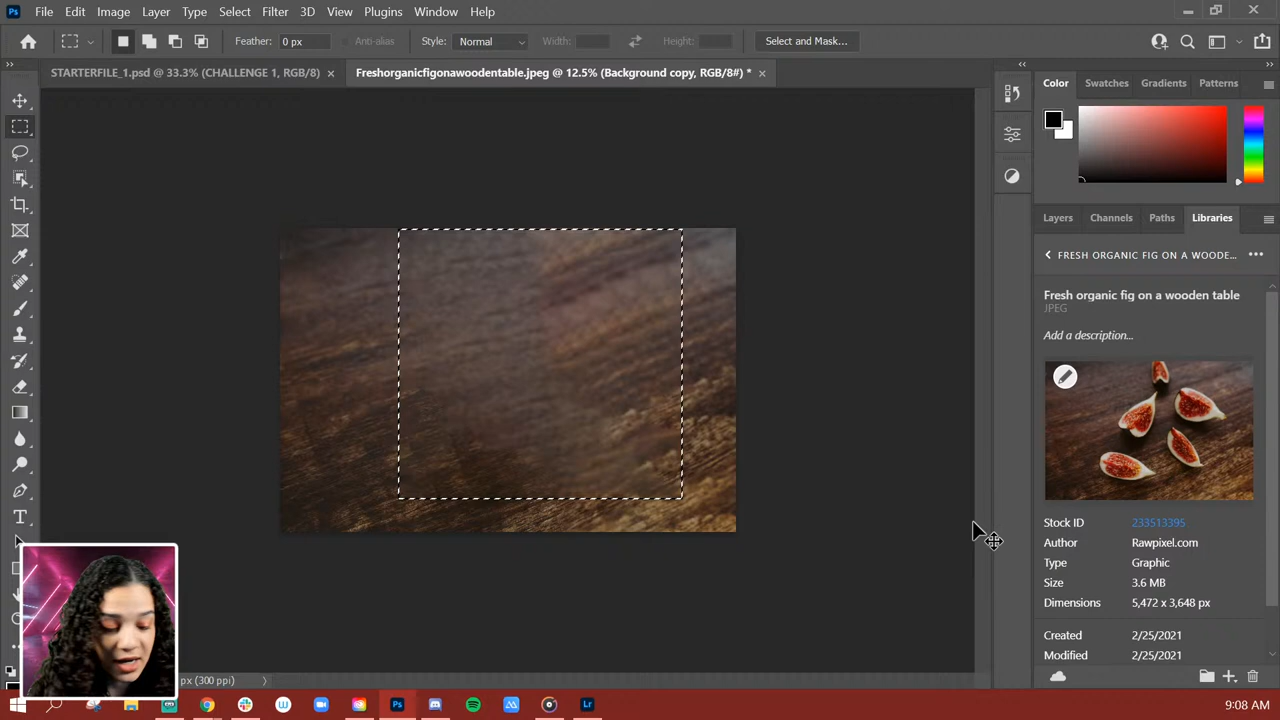 Ps File Edit Image Layer Type Select Filter 3D View Plugins Window Help
Feather: 0 px Anti-alias Style: Normal Width: Height: Select and Mask...
STARTERFILE_1.psd @ 33.3% (CHALLENGE 1, RGB/8) × Freshorganicfigonawoodentable.jpeg @ 12.5% (Background copy, RGB/8#) * ×
Color Swatches Gradients Patterns
Layers Channels Paths Libraries
FRESH ORGANIC FIG ON A WOODE...
Fresh organic fig on a wooden table
JPEG
Add a description...
Stock ID 233513395
Author Rawpixel.com
Type Graphic
Size 3.6 MB
Dimensions 5,472 x 3,648 px
Created 2/25/2021
Modified 2/25/2021
px (300 ppi)
Ps Lr 9:08 AM